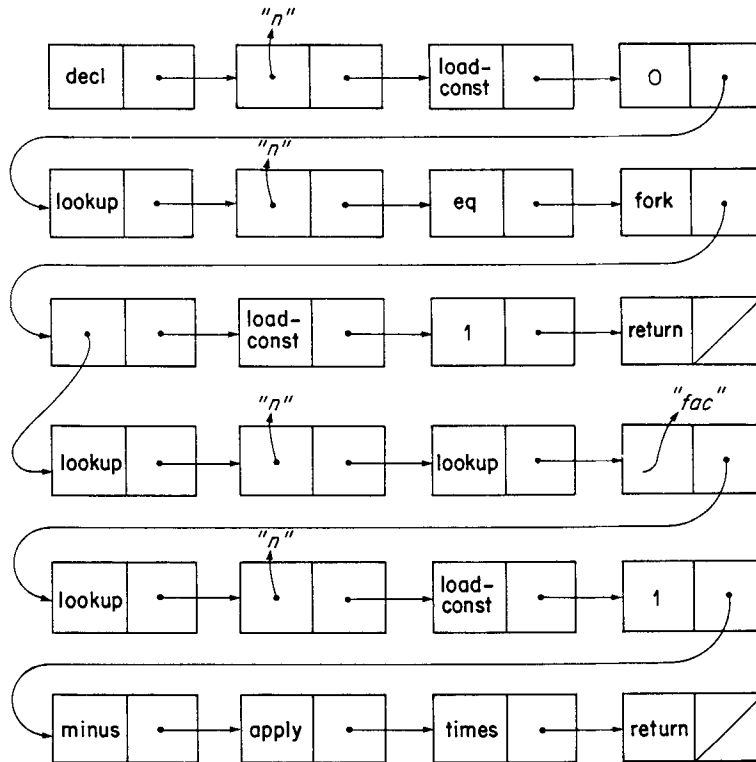 "n"
decl load-const 0
"n"
lookup eq fork
load-const 1 return
"n" "fac"
lookup lookup
"n"
lookup load-const 1
minus apply times return